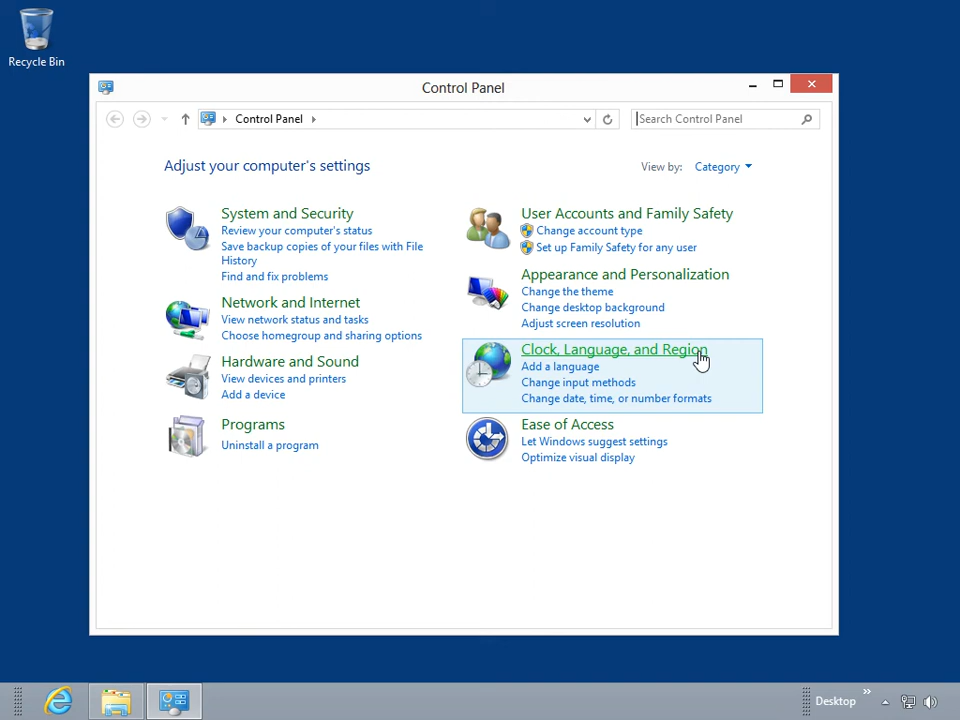 Recycle Bin
Control Panel
Control Panel
Search Control Panel
Adjust your computer's settings
View by: Category
System and Security
Review your computer's status
Save backup copies of your files with File
History
Find and fix problems
Network and Internet
View network status and tasks
Choose homegroup and sharing options
Hardware and Sound
View devices and printers
Add a device
Programs
Uninstall a program
User Accounts and Family Safety
Change account type
Set up Family Safety for any user
Appearance and Personalization
Change the theme
Change desktop background
Adjust screen resolution
Clock, Language, and Region
Add a language
Change input methods
Change date, time, or number formats
Ease of Access
Let Windows suggest settings
Optimize visual display
Desktop